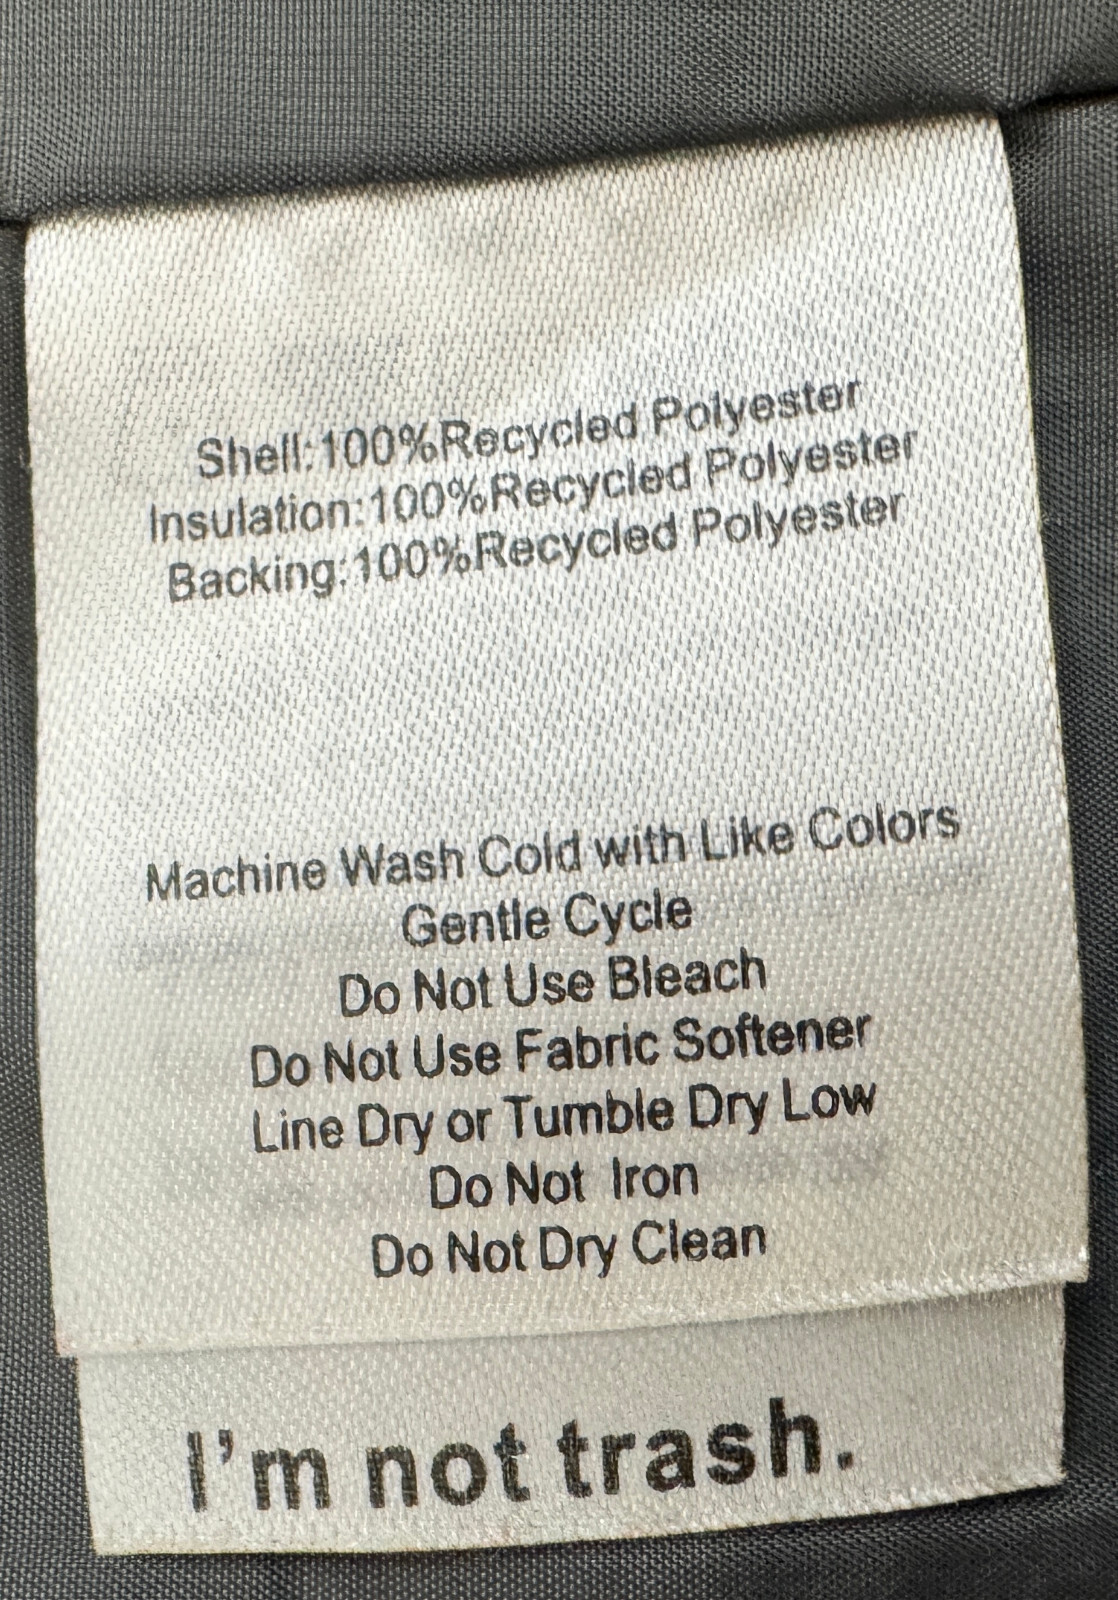 Shell:100%Recycled Polyester
Insulation:100%Recycled Polyester
Backing:100%Recycled Polyester
Machine Wash Cold with Like Colors
Gentle Cycle
Do Not Use Bleach
Do Not Use Fabric Softener
Line Dry or Tumble Dry Low
Do Not Iron
Do Not Dry Clean
I'm not trash.